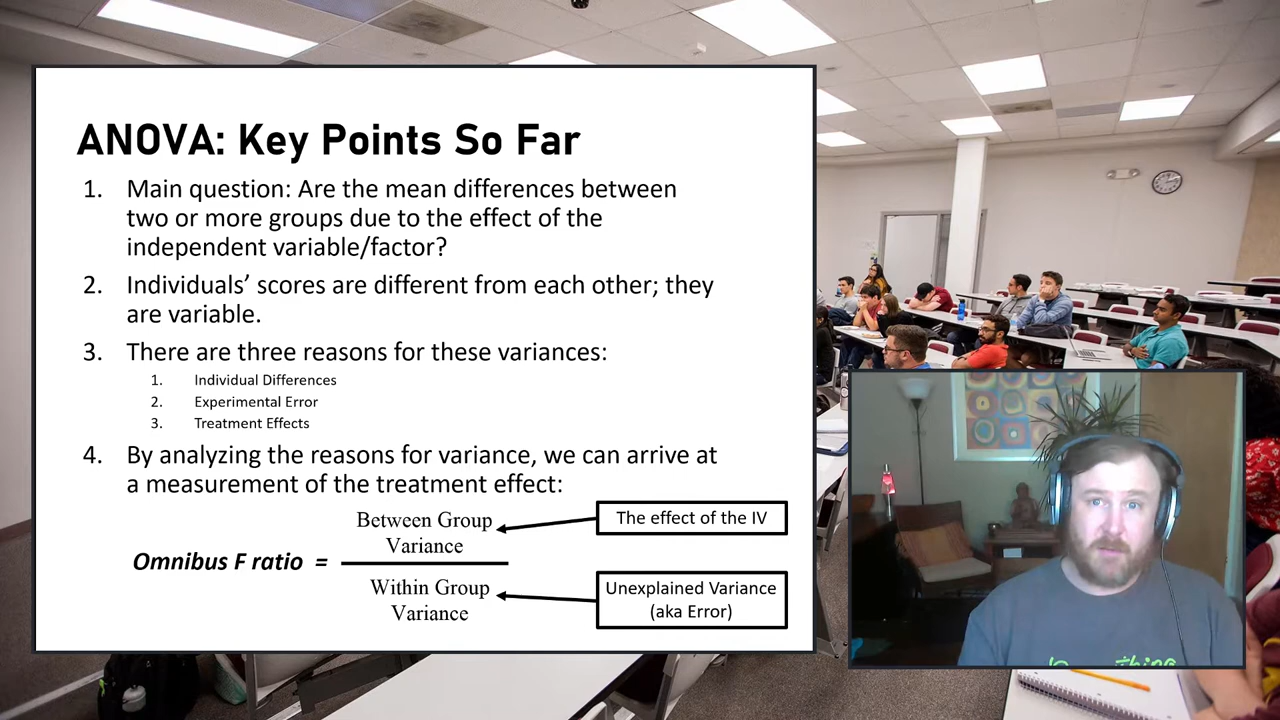 ANOVA: Key Points So Far
1. Main question: Are the mean differences between
two or more groups due to the effect of the
independent variable/factor?
2. Individuals’ scores are different from each other; they
are variable.
3. There are three reasons for these variances:
1. Individual Differences
2. Experimental Error
3. Treatment Effects
4. By analyzing the reasons for variance, we can arrive at
a measurement of the treatment effect:
Omnibus F ratio =
Between Group
Variance
Within Group
Variance
The effect of the IV
Unexplained Variance
(aka Error)